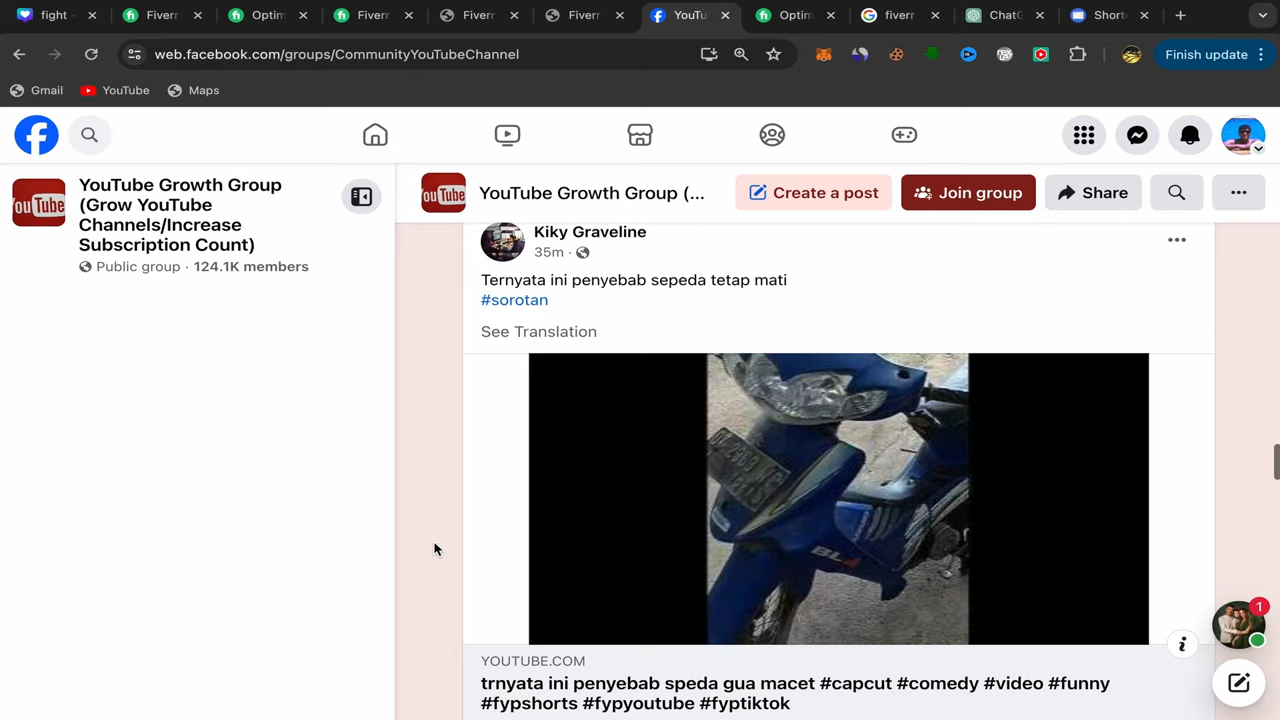 fight -
Fiverr
Optim
Fiverr
Fiverr
Fiverr
YouTu
Optim
fiverr
ChatG
Short
web.facebook.com/groups/CommunityYouTubeChannel
Finish update
Gmail
YouTube
Maps
YouTube Growth Group
(Grow YouTube
Channels/Increase
Subscription Count)
Public group · 124.1K members
YouTube Growth Group (...
Create a post
Join group
Share
Kiky Graveline
35m ·
Ternyata ini penyebab sepeda tetap mati
#sorotan
See Translation
YOUTUBE.COM
trnyata ini penyebab speda gua macet #capcut #comedy #video #funny
#fypshorts #fypyoutube #fyptiktok
1